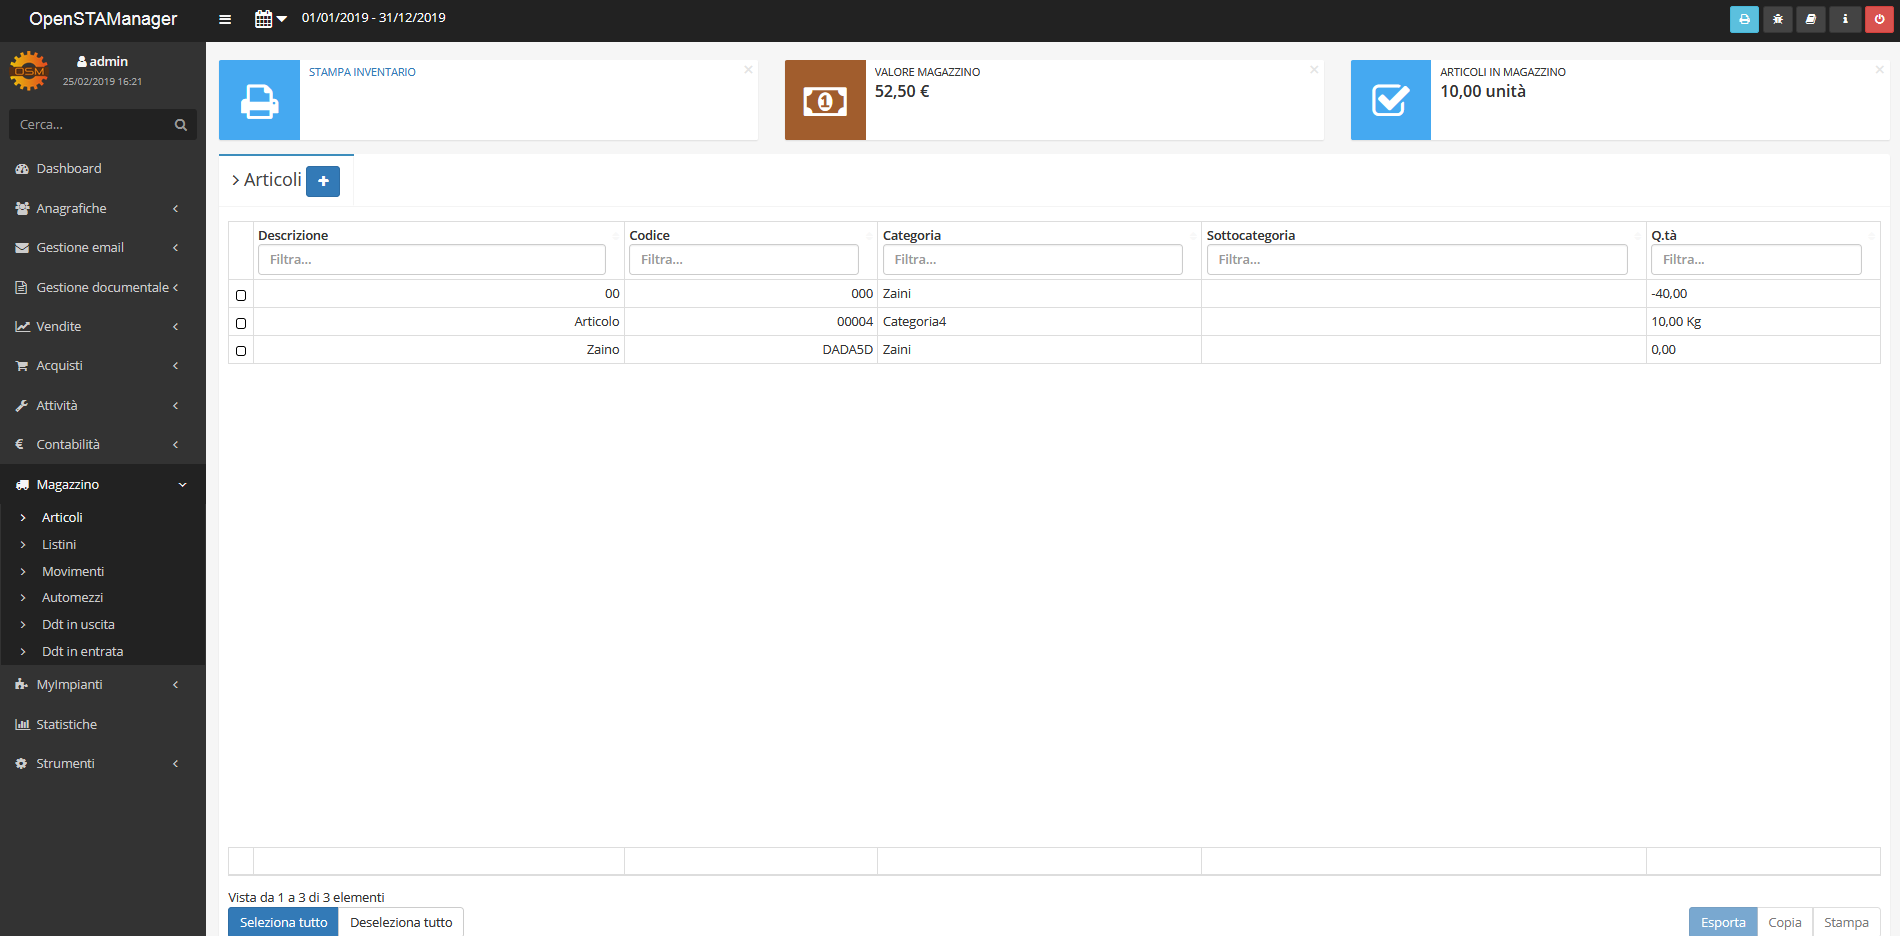 OpenSTAManager
01/01/2019 - 31/12/2019
OSM
admin
25/02/2019 16:21
Cerca...
Dashboard
Anagrafiche
Gestione email
Gestione documentale
Vendite
Acquisti
Attività
Contabilità
Magazzino
Articoli
Listini
Movimenti
Automezzi
Ddt in uscita
Ddt in entrata
MyImpianti
Statistiche
Strumenti
STAMPA INVENTARIO
VALORE MAGAZZINO
52,50 €
ARTICOLI IN MAGAZZINO
10,00 unità
Articoli
Descrizione Codice Categoria Sottocategoria Q.tà
Filtra... Filtra... Filtra... Filtra... Filtra...
00 000 Zaini -40,00
Articolo 00004 Categoria4 10,00 Kg
Zaino DADA5D Zaini 0,00
Vista da 1 a 3 di 3 elementi
Seleziona tutto Deseleziona tutto
Esporta Copia Stampa